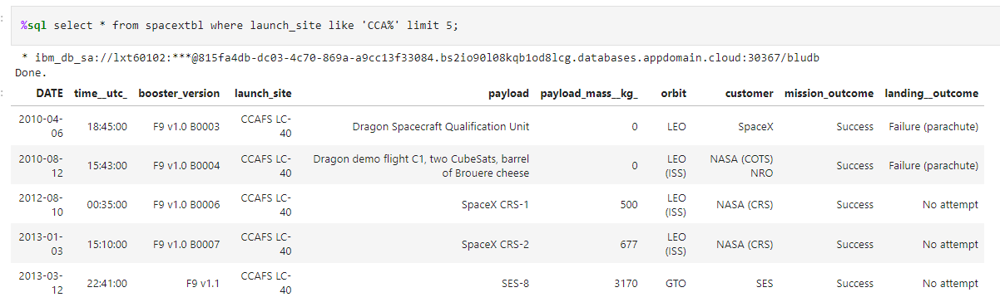 %sql select * from spacextbl where launch_site like 'CCA%' limit 5;
* ibm_db_sa://lxt60102:***@815fa4db-dc03-4c70-869a-a9cc13f33084.bs2io90l08kqb1od8lcg.databases.appdomain.cloud:30367/bludb
Done.
DATE time__utc_ booster_version launch_site payload payload_mass__kg_ orbit customer mission_outcome landing__outcome
2010-04-06 18:45:00 F9 v1.0 B0003 CCAFS LC-40 Dragon Spacecraft Qualification Unit 0 LEO SpaceX Success Failure (parachute)
2010-08-12 15:43:00 F9 v1.0 B0004 CCAFS LC-40 Dragon demo flight C1, two CubeSats, barrel of Brouere cheese 0 LEO (ISS) NASA (COTS) NRO Success Failure (parachute)
2012-08-10 00:35:00 F9 v1.0 B0006 CCAFS LC-40 SpaceX CRS-1 500 LEO (ISS) NASA (CRS) Success No attempt
2013-01-03 15:10:00 F9 v1.0 B0007 CCAFS LC-40 SpaceX CRS-2 677 LEO (ISS) NASA (CRS) Success No attempt
2013-03-12 22:41:00 F9 v1.1 CCAFS LC-40 SES-8 3170 GTO SES Success No attempt